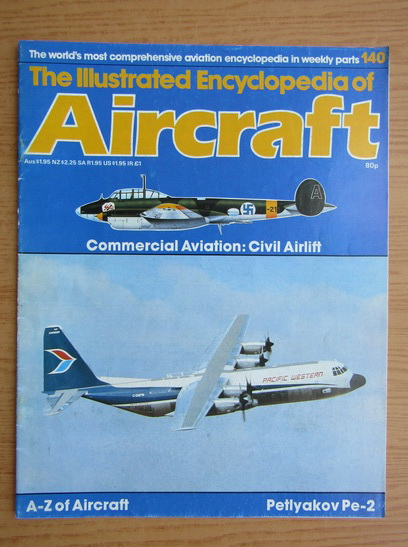 The world's most comprehensive aviation encyclopedia in weekly parts 140
The Illustrated Encyclopedia of
Aircraft
Aus $1.95 NZ $2.25 SA R1.95 US $1.95 IR £1
80p
A
-21
Commercial Aviation: Civil Airlift
PACIFIC WESTERN
A-Z of Aircraft
Petlyakov Pe-2